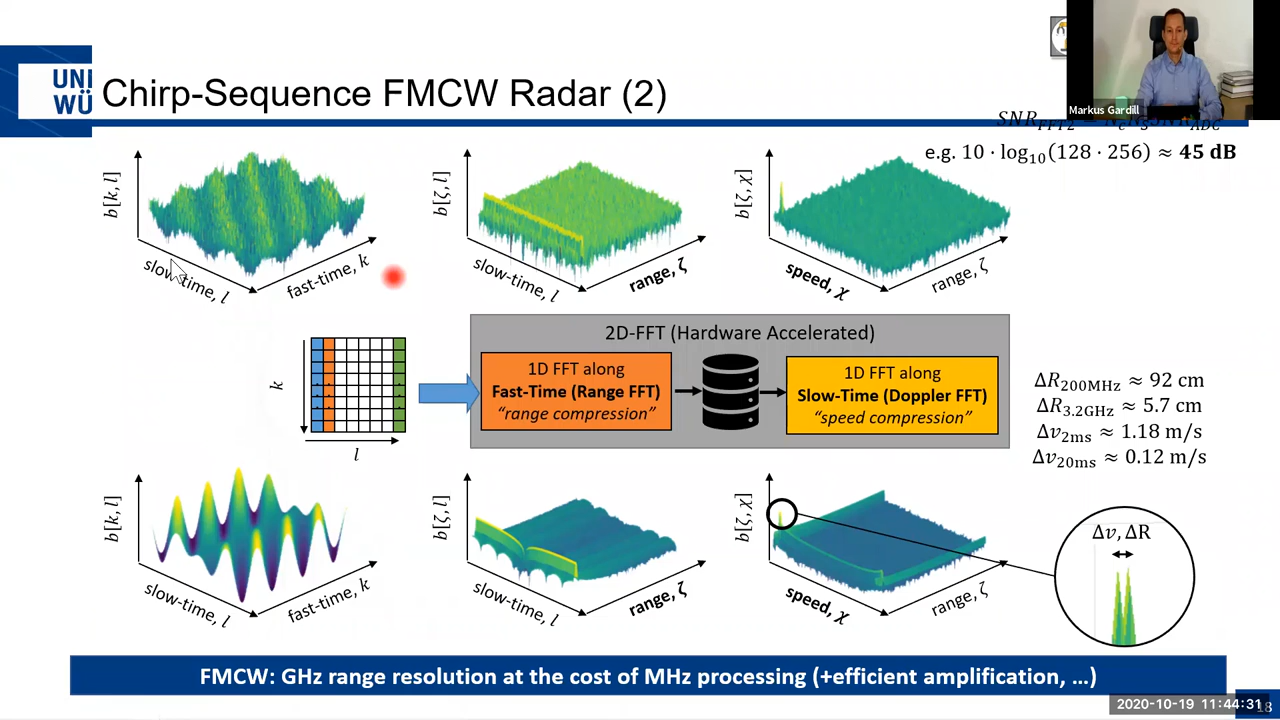 UNI
WÜ
Chirp-Sequence FMCW Radar (2)
Markus Gardill
e.g. 10 · log₁₀(128 · 256) ≈ 45 dB
b[k, l]
slow-time, l
fast-time, k
b[ζ, l]
slow-time, l
range, ζ
b[ζ, χ]
speed, χ
range, ζ
2D-FFT (Hardware Accelerated)
1D FFT along
Fast-Time (Range FFT)
"range compression"
1D FFT along
Slow-Time (Doppler FFT)
"speed compression"
k
l
ΔR₂₀₀MHz ≈ 92 cm
ΔR₃.₂GHz ≈ 5.7 cm
Δv₂ms ≈ 1.18 m/s
Δv₂₀ms ≈ 0.12 m/s
b[k, l]
slow-time, l
fast-time, k
b[ζ, l]
slow-time, l
range, ζ
b[ζ, χ]
speed, χ
range, ζ
Δv, ΔR
FMCW: GHz range resolution at the cost of MHz processing (+efficient amplification, …)
2020-10-19 11:44:31
18